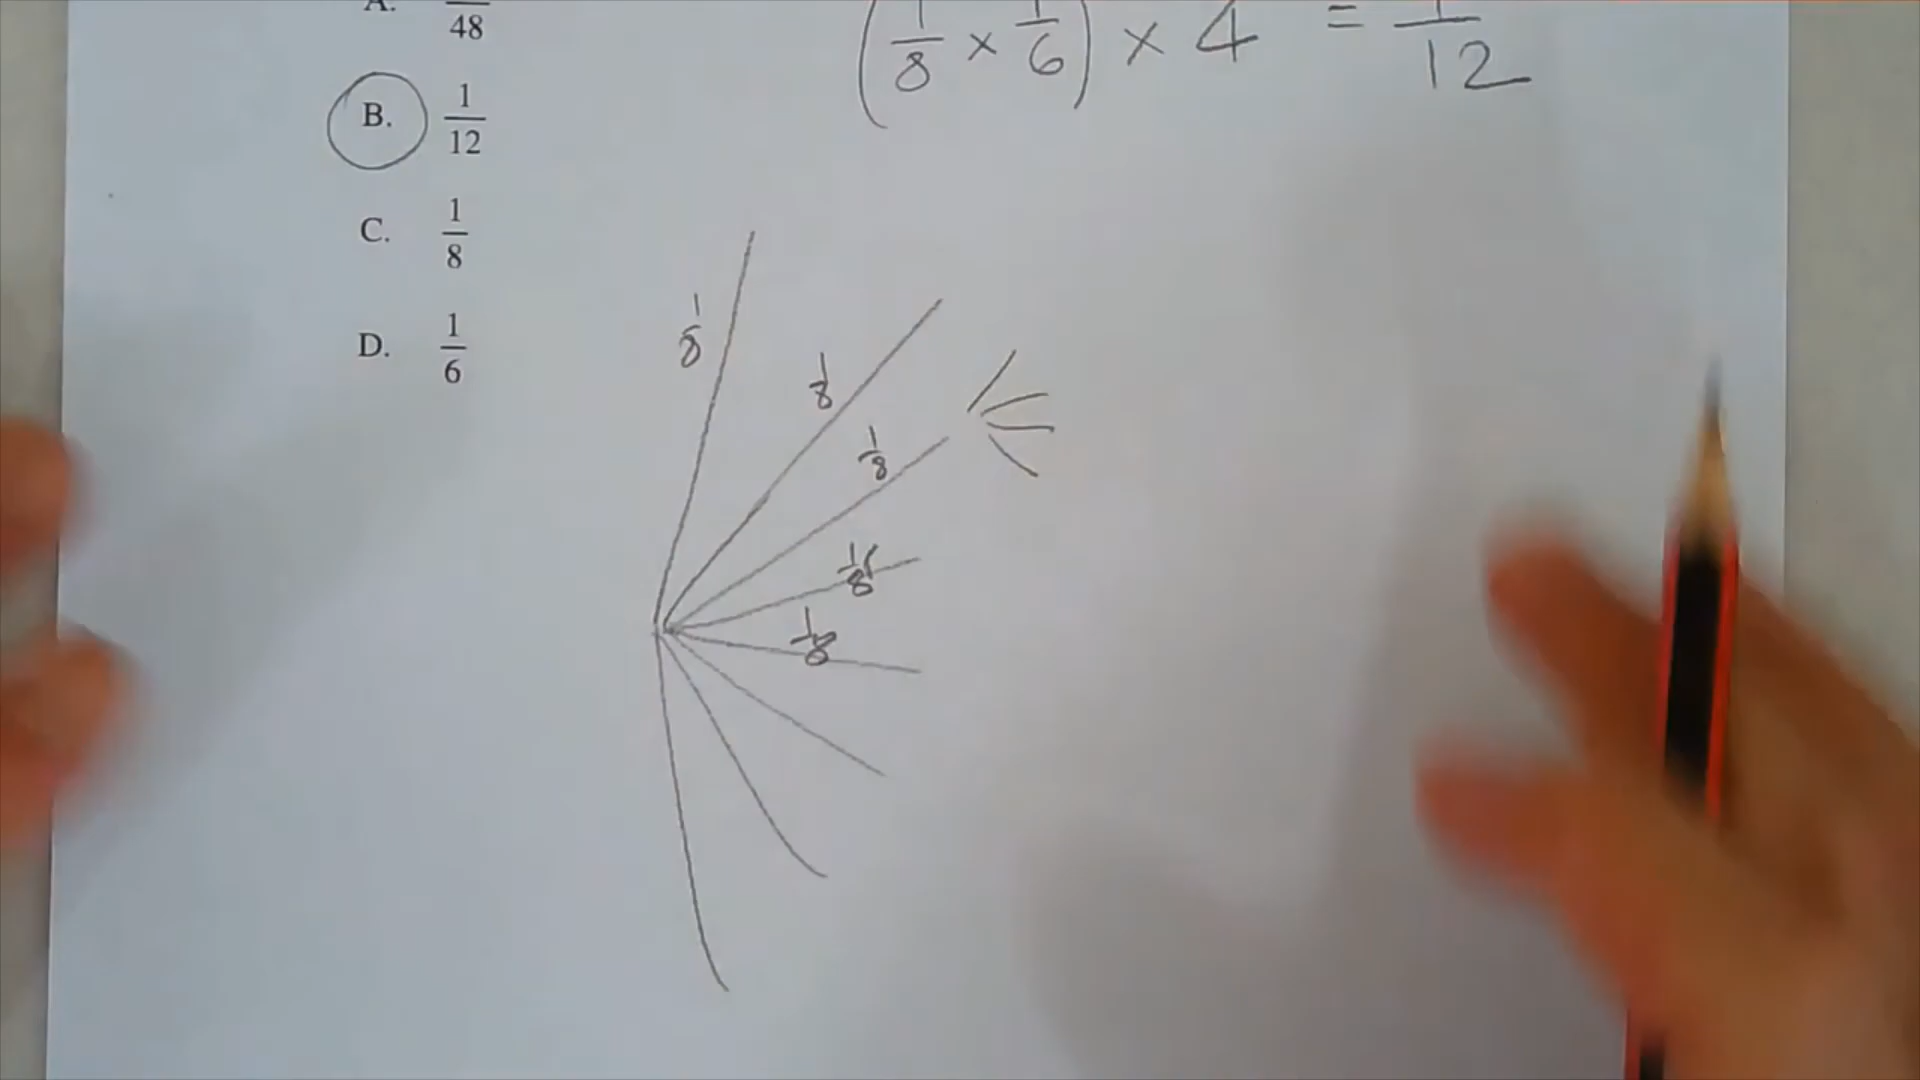 A. 48
(1/8 × 1/6) × 4 = 1/12
B. 1/12
C. 1/8
D. 1/6
1/8
1/8
1/8
1/8
1/8